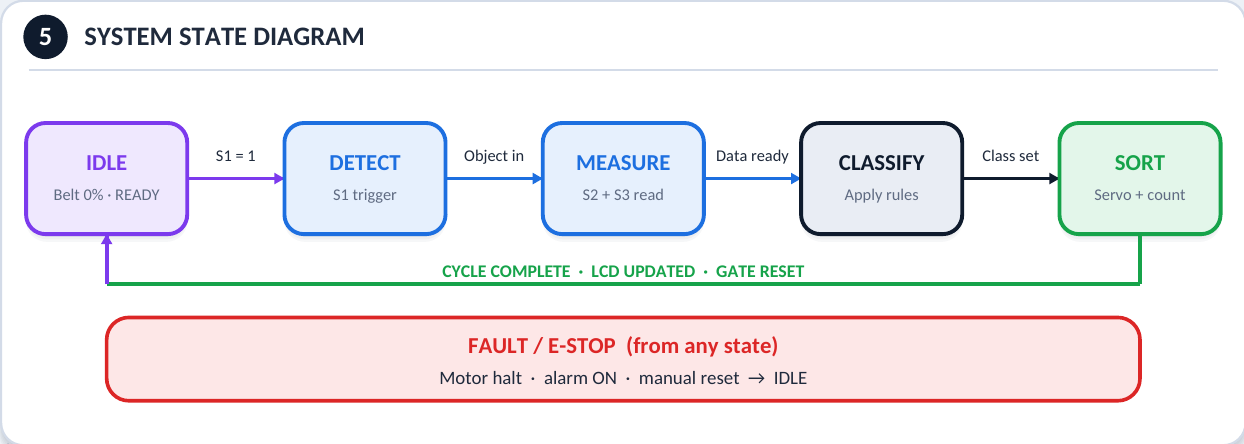 5 SYSTEM STATE DIAGRAM
IDLE
Belt 0% · READY
S1 = 1
DETECT
S1 trigger
Object in
MEASURE
S2 + S3 read
Data ready
CLASSIFY
Apply rules
Class set
SORT
Servo + count
CYCLE COMPLETE · LCD UPDATED · GATE RESET
FAULT / E-STOP (from any state)
Motor halt · alarm ON · manual reset → IDLE